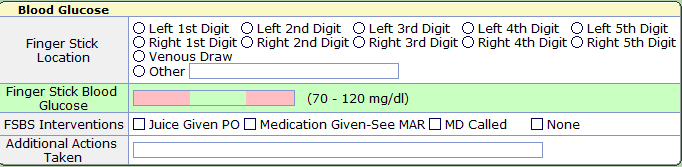 Blood Glucose
Finger Stick Location
Left 1st Digit Left 2nd Digit Left 3rd Digit Left 4th Digit Left 5th Digit
Right 1st Digit Right 2nd Digit Right 3rd Digit Right 4th Digit Right 5th Digit
Venous Draw
Other
Finger Stick Blood Glucose
(70 - 120 mg/dl)
FSBS Interventions Juice Given PO Medication Given-See MAR MD Called None
Additional Actions Taken